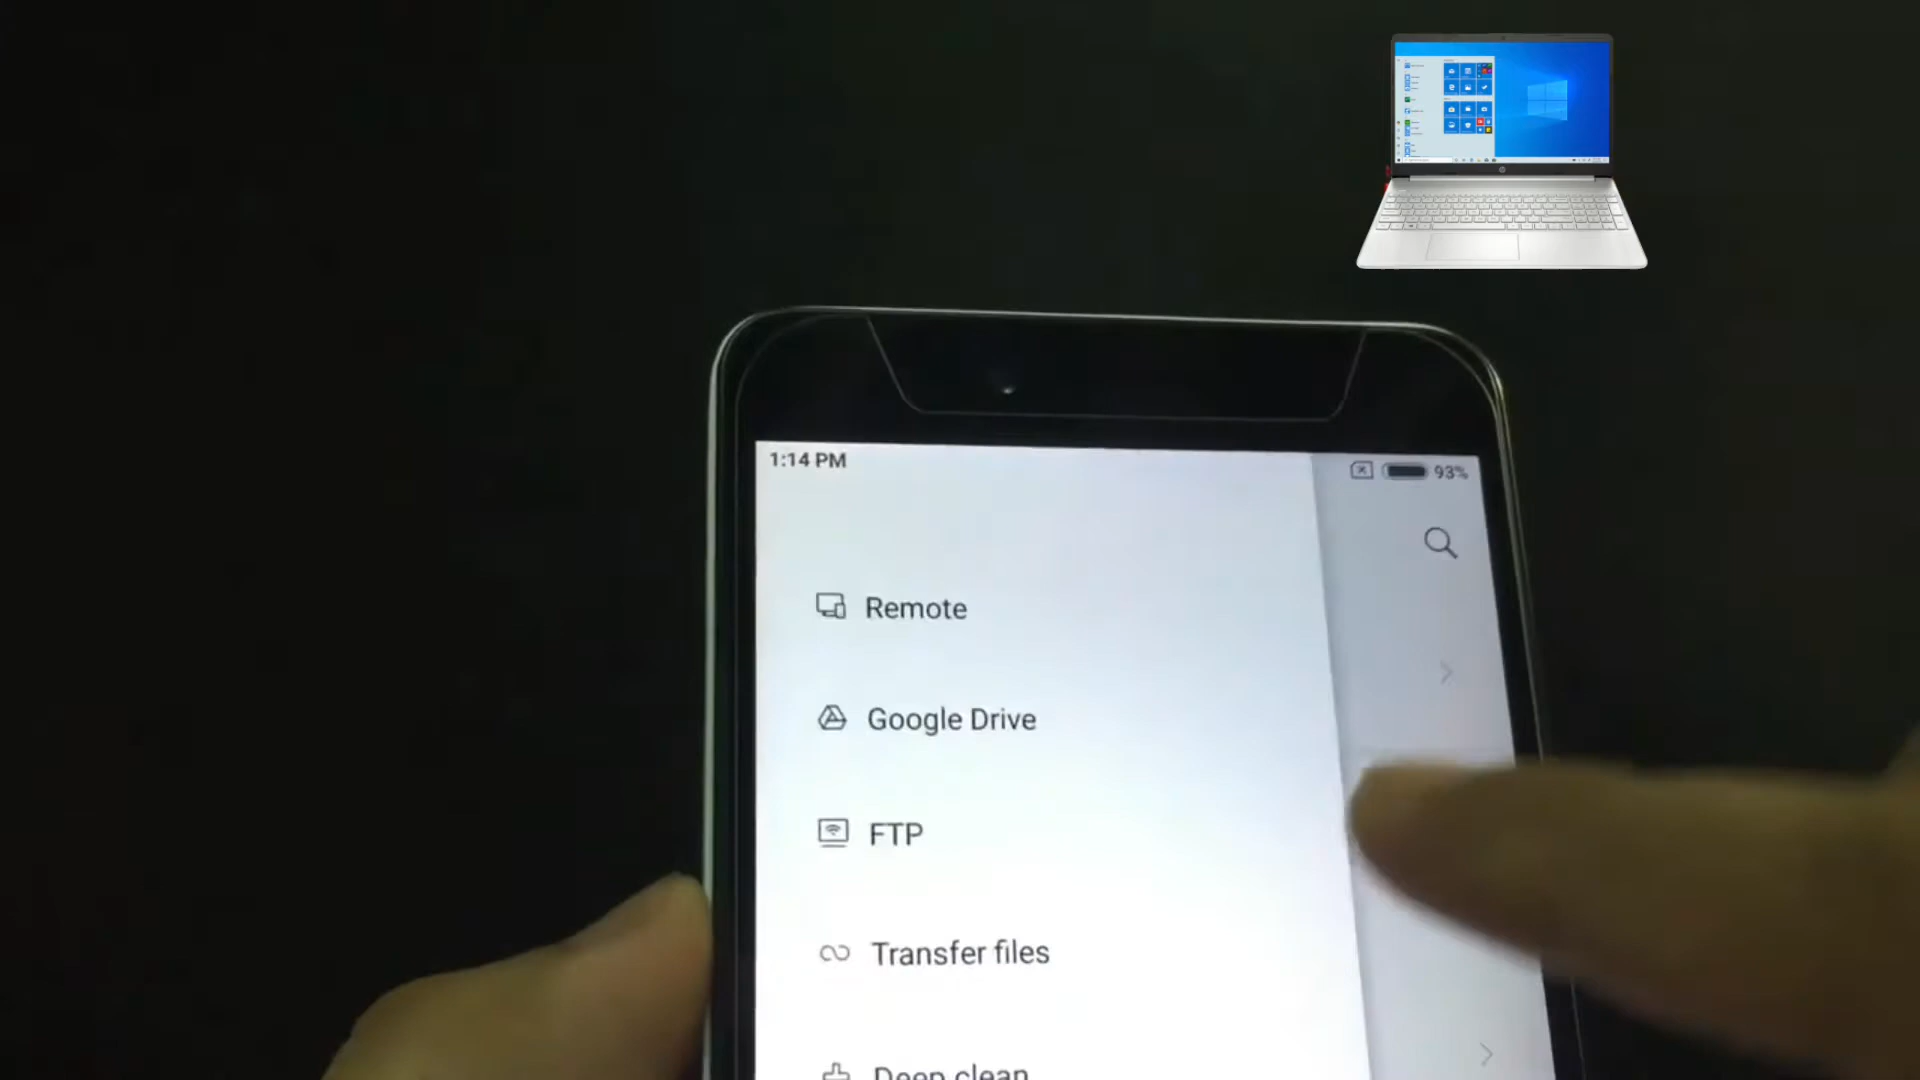 1:14 PM
93%
Remote
Google Drive
FTP
Transfer files
Deep clean